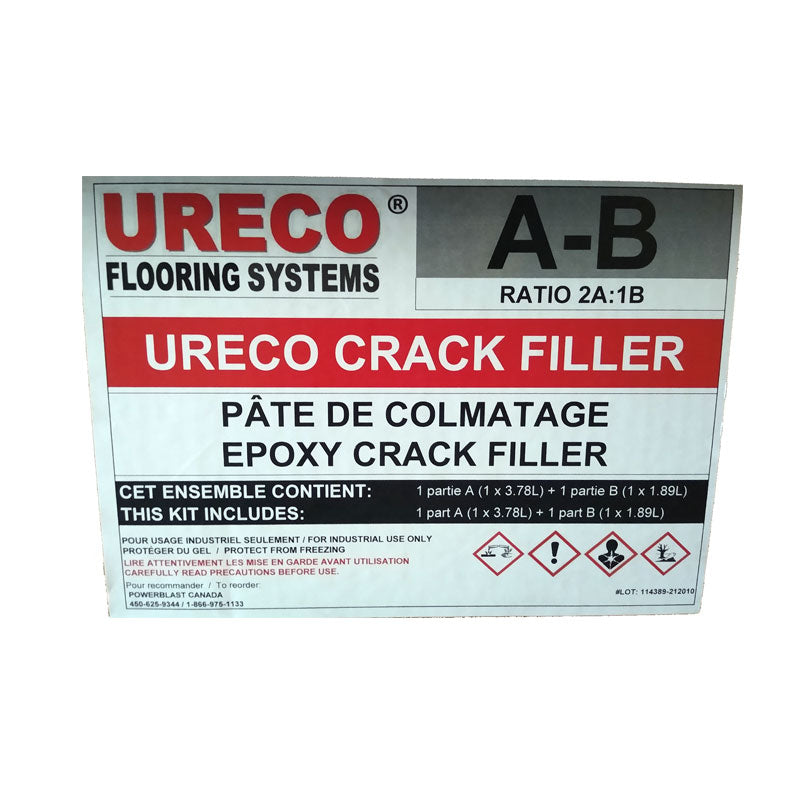 URECO®
FLOORING SYSTEMS
A-B
RATIO 2A:1B
URECO CRACK FILLER
PÂTE DE COLMATAGE
EPOXY CRACK FILLER
CET ENSEMBLE CONTIENT: 1 partie A (1 x 3.78L) + 1 partie B (1 x 1.89L)
THIS KIT INCLUDES: 1 part A (1 x 3.78L) + 1 part B (1 x 1.89L)
POUR USAGE INDUSTRIEL SEULEMENT / FOR INDUSTRIAL USE ONLY
PROTÉGER DU GEL / PROTECT FROM FREEZING
LIRE ATTENTIVEMENT LES MISE EN GARDE AVANT UTILISATION
CAREFULLY READ PRECAUTIONS BEFORE USE.
Pour recommander / To reorder:
POWERBLAST CANADA
450-625-9344 / 1-866-975-1133
#LOT: 114389-212010